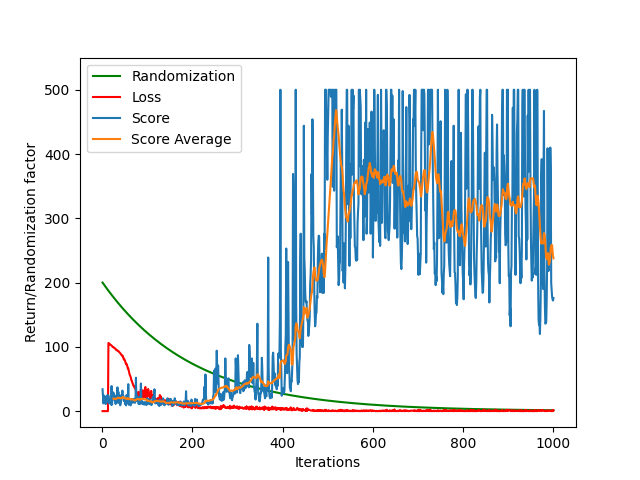 Randomization
Loss
Score
Score Average
Return/Randomization factor
500
400
300
200
100
0
0
200
400
600
800
1000
Iterations